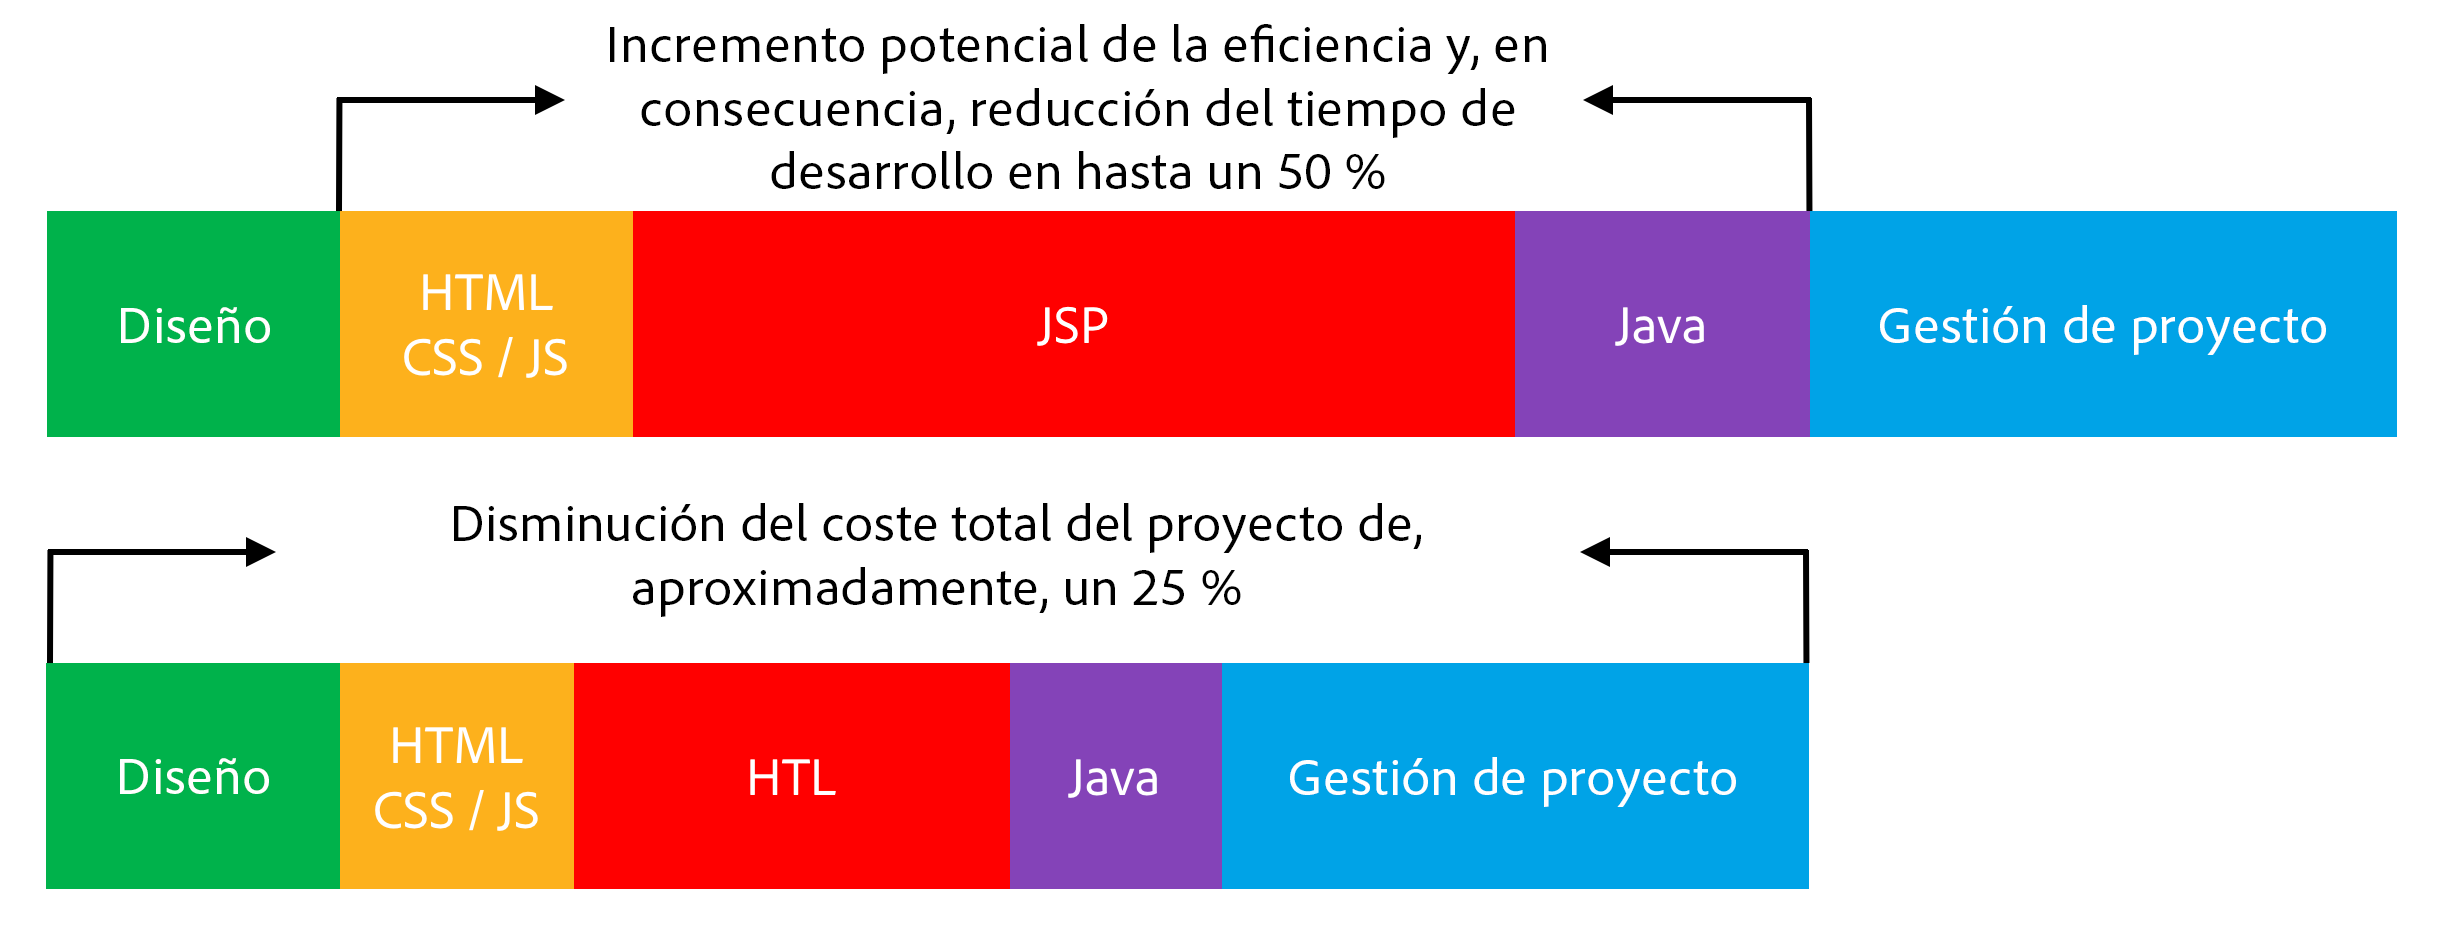 Incremento potencial de la eficiencia y, en
consecuencia, reducción del tiempo de
desarrollo en hasta un 50 %
Diseño
HTML
CSS / JS
JSP
Java
Gestión de proyecto
Disminución del coste total del proyecto de,
aproximadamente, un 25 %
Diseño
HTML
CSS / JS
HTL
Java
Gestión de proyecto